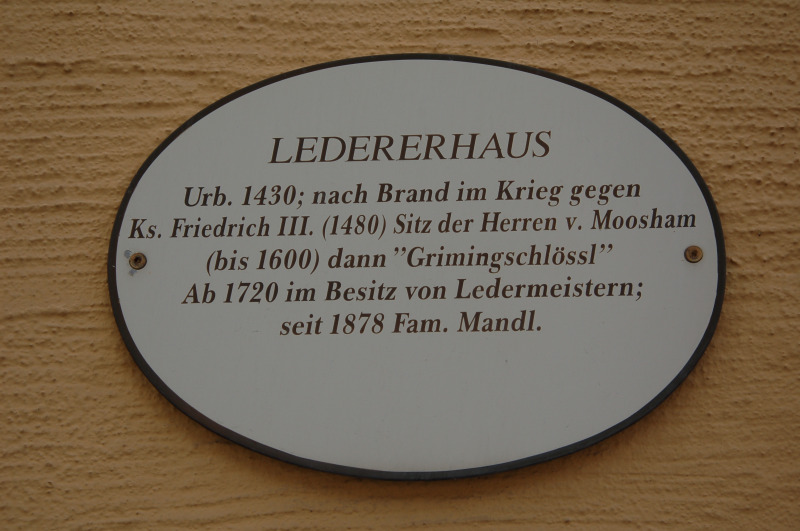 LEDERERHAUS
Urb. 1430; nach Brand im Krieg gegen
Ks. Friedrich III. (1480) Sitz der Herren v. Moosham
(bis 1600) dann "Grimingschlössl"
Ab 1720 im Besitz von Ledermeistern;
seit 1878 Fam. Mandl.